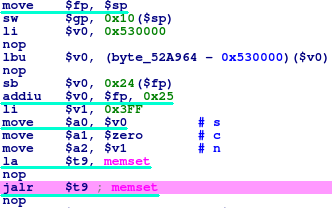 move    $fp, $sp
sw      $gp, 0x10($sp)
li      $v0, 0x530000
nop
lbu     $v0, (byte_52A964 - 0x530000)($v0)
nop
sb      $v0, 0x24($fp)
addiu   $v0, $fp, 0x25
li      $v1, 0x3FF
move    $a0, $v0         # s
move    $a1, $zero       # c
move    $a2, $v1         # n
la      $t9, memset
nop
jalr    $t9 ; memset
nop